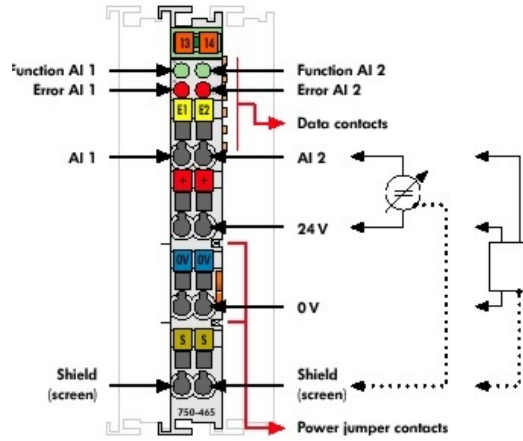 13 14
Function AI 1
Function AI 2
Error AI 1
Error AI 2
E1 E2
Data contacts
AI 1
AI 2
+ +
24 V
0V 0V
0 V
S S
Shield
(screen)
Shield
(screen)
750-465
Power jumper contacts